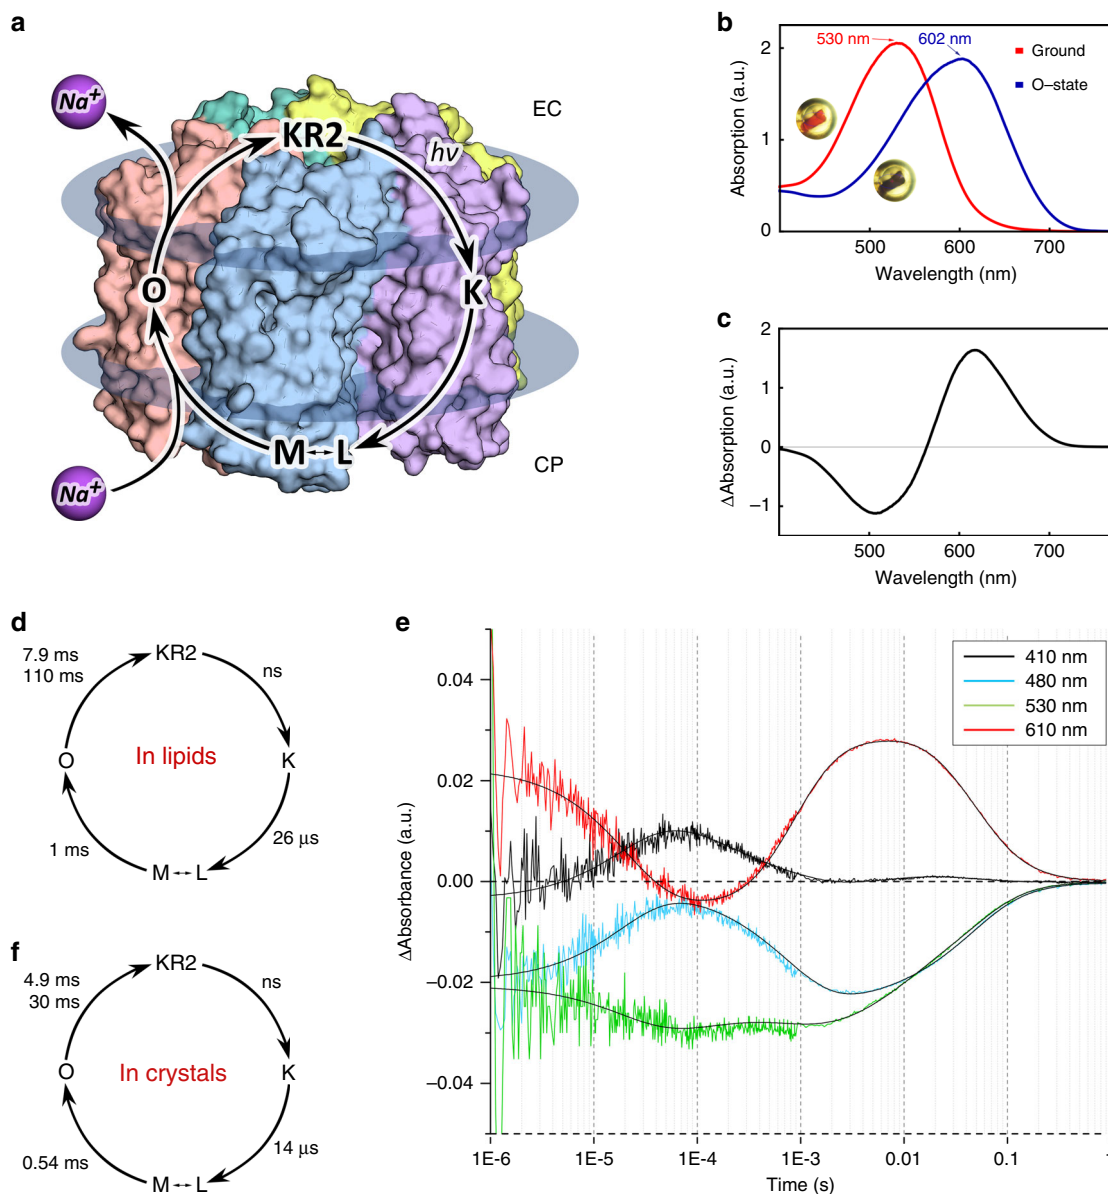 a
Na+
EC
KR2
hν
O
K
M ↔ L
CP
Na+
b
530 nm
602 nm
Ground
O–state
2
1
0
Absorption (a.u.)
500
600
700
Wavelength (nm)
c
2
1
0
−1
ΔAbsorption (a.u.)
500
600
700
Wavelength (nm)
d
7.9 ms
110 ms
KR2
ns
O
In lipids
K
1 ms
26 μs
M ↔ L
e
410 nm
480 nm
530 nm
610 nm
0.04
0.02
0.00
−0.02
−0.04
ΔAbsorbance (a.u.)
1E-6
1E-5
1E-4
1E-3
0.01
0.1
1
Time (s)
f
4.9 ms
30 ms
KR2
ns
O
In crystals
K
0.54 ms
14 μs
M ↔ L